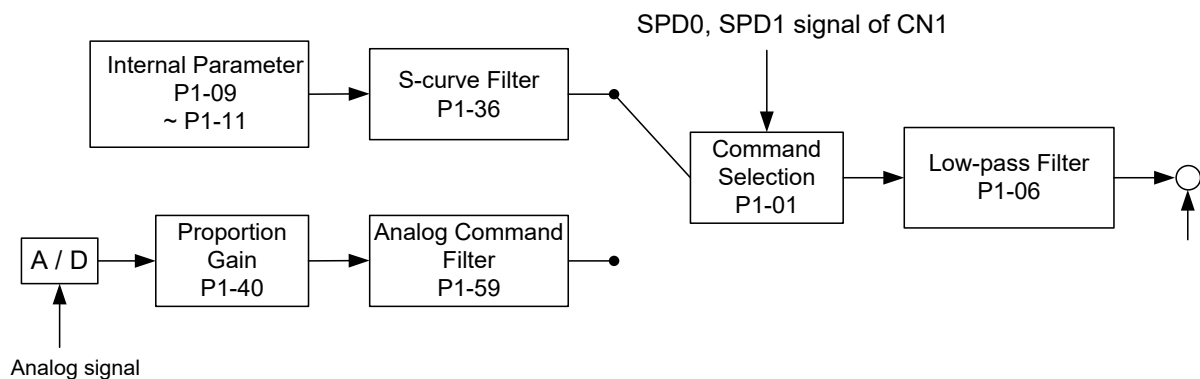 SPD0, SPD1 signal of CN1
Internal Parameter
P1-09
~ P1-11
S-curve Filter
P1-36
Command
Selection
P1-01
Low-pass Filter
P1-06
A / D
Proportion
Gain
P1-40
Analog Command
Filter
P1-59
Analog signal